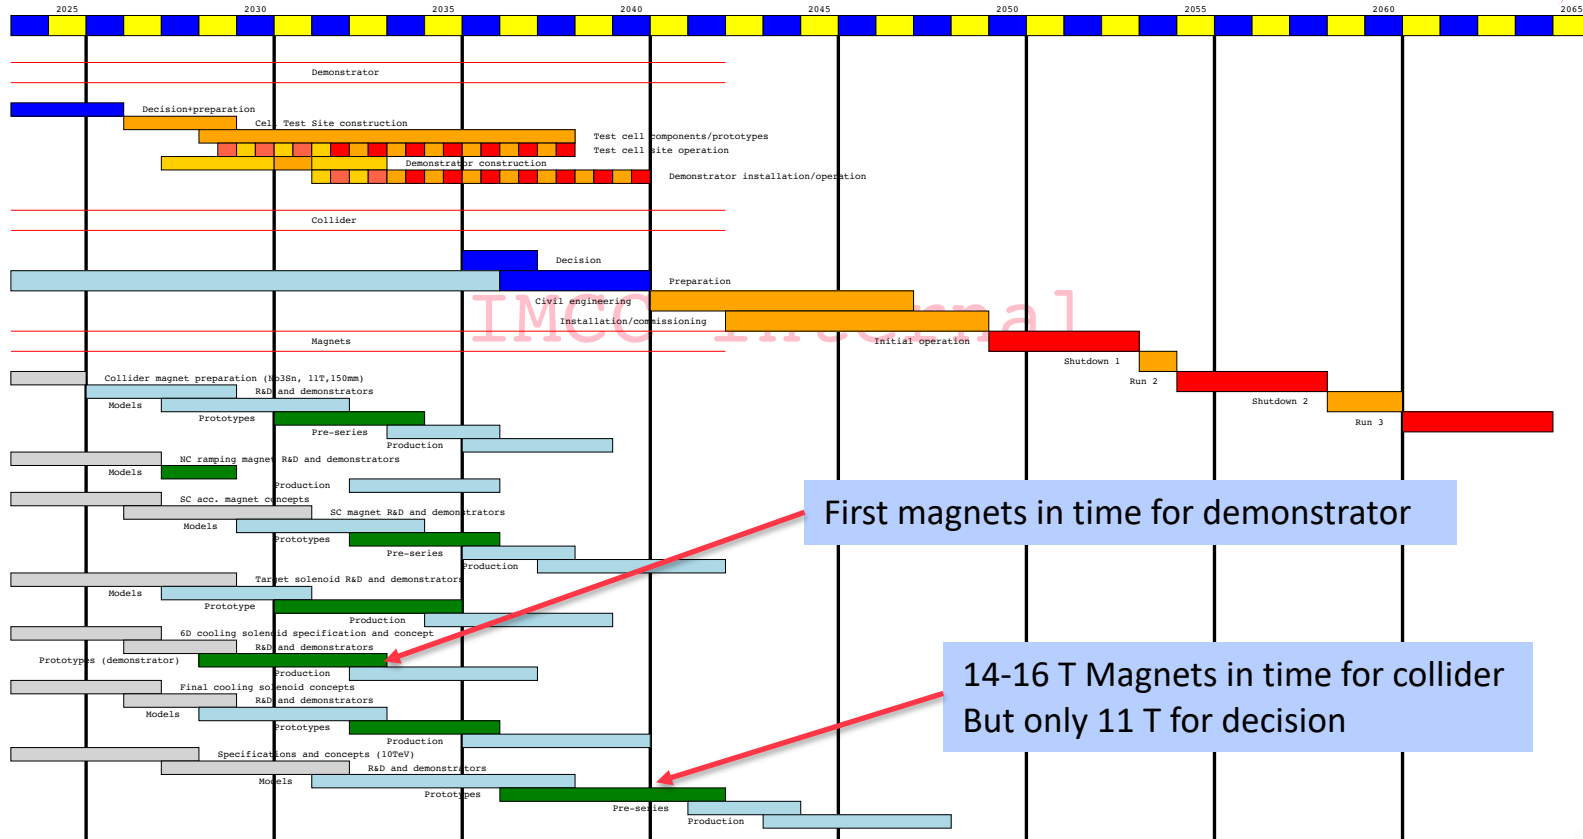 2025 2030 2035 2040 2045 2050 2055 2060 2065
Demonstrator
Decision+preparation
Cell Test Site construction
Test cell components/prototypes
Test cell site operation
Demonstrator construction
Demonstrator installation/operation
Collider
Decision
Preparation
Civil engineering
IMCC Internal
Installation/commissioning
Magnets
Initial operation
Shutdown 1
Collider magnet preparation (Nb3Sn, 11T,150mm)
Run 2
R&D and demonstrators
Shutdown 2
Models
Prototypes
Run 3
Pre-series
Production
NC ramping magnet R&D and demonstrators
Models
Production
SC acc. magnet concepts
First magnets in time for demonstrator
SC magnet R&D and demonstrators
Models
Prototypes
Pre-series
Production
Target solenoid R&D and demonstrators
Models
Prototype
Production
6D cooling solenoid specification and concept
R&D and demonstrators
Prototypes (demonstrator)
Production
14-16 T Magnets in time for collider
But only 11 T for decision
Final cooling solenoid concepts
R&D and demonstrators
Models
Prototypes
Production
Specifications and concepts (10TeV)
R&D and demonstrators
Models
Prototypes
Pre-series
Production